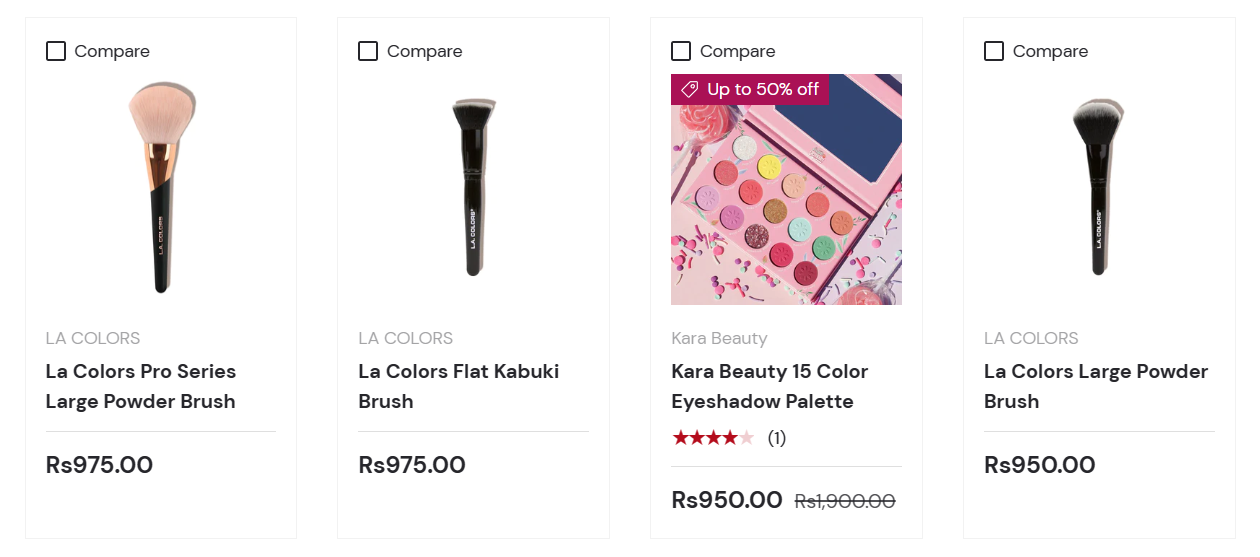 Compare
L.A. COLORS
LA COLORS
La Colors Pro Series
Large Powder Brush
Rs975.00
Compare
L.A. COLORS
LA COLORS
La Colors Flat Kabuki
Brush
Rs975.00
Compare
Up to 50% off
Kara Beauty
Kara Beauty 15 Color
Eyeshadow Palette
(1)
Rs950.00 Rs1,900.00
Compare
L.A. COLORS
LA COLORS
La Colors Large Powder
Brush
Rs950.00